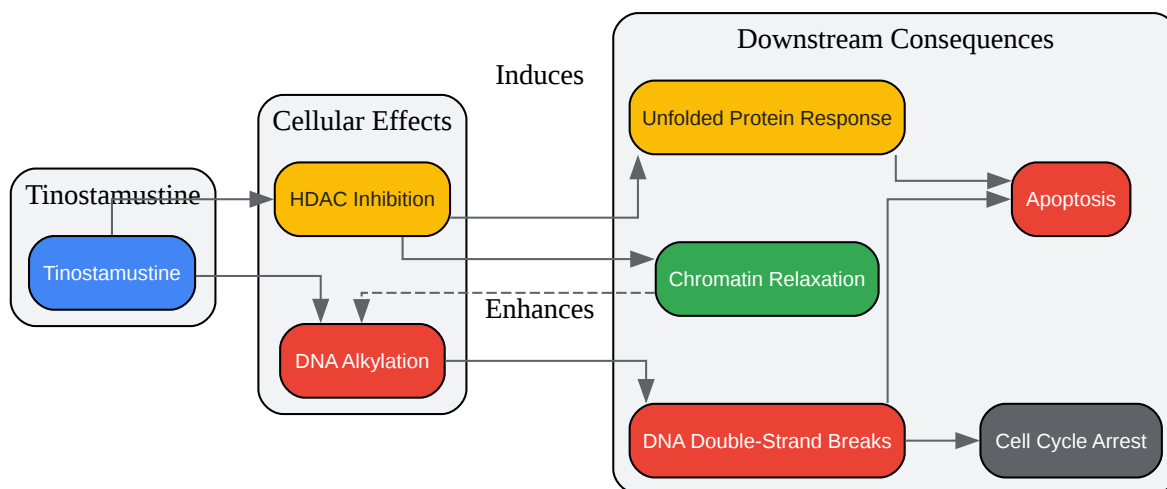 Downstream Consequences
Induces
Unfolded Protein Response
Cellular Effects
Tinostamustine
HDAC Inhibition
Apoptosis
Tinostamustine
Chromatin Relaxation
Enhances
DNA Alkylation
DNA Double-Strand Breaks
Cell Cycle Arrest